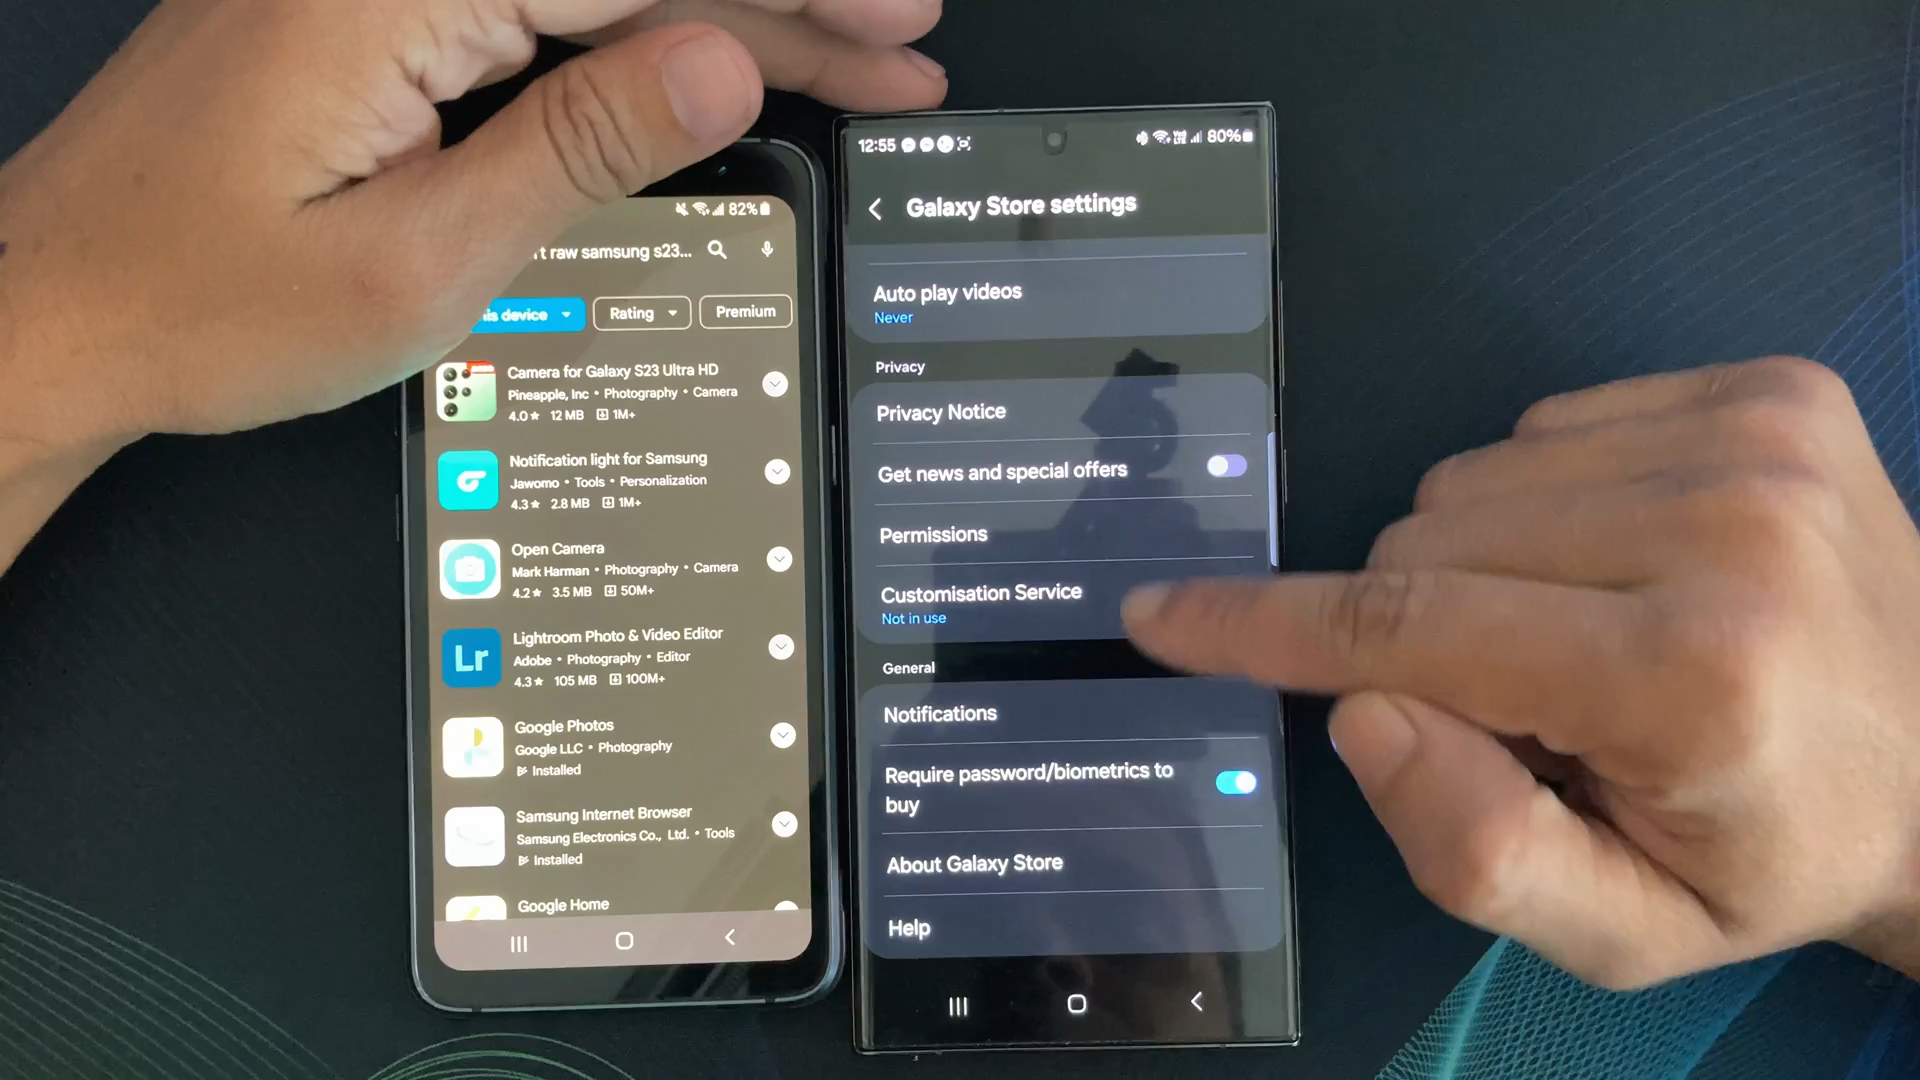 82%
t raw samsung s23...
is device
Rating
Premium
Camera for Galaxy S23 Ultra HD
Pineapple, Inc • Photography • Camera
4.0★ 12 MB 1M+
Notification light for Samsung
Jawomo • Tools • Personalization
4.3★ 2.8 MB 1M+
Open Camera
Mark Harman • Photography • Camera
4.2★ 3.5 MB 50M+
Lr
Lightroom Photo & Video Editor
Adobe • Photography • Editor
4.3★ 105 MB 100M+
Google Photos
Google LLC • Photography
Installed
Samsung Internet Browser
Samsung Electronics Co., Ltd. • Tools
Installed
Google Home
12:55
80%
Galaxy Store settings
Auto play videos
Never
Privacy
Privacy Notice
Get news and special offers
Permissions
Customisation Service
Not in use
General
Notifications
Require password/biometrics to
buy
About Galaxy Store
Help